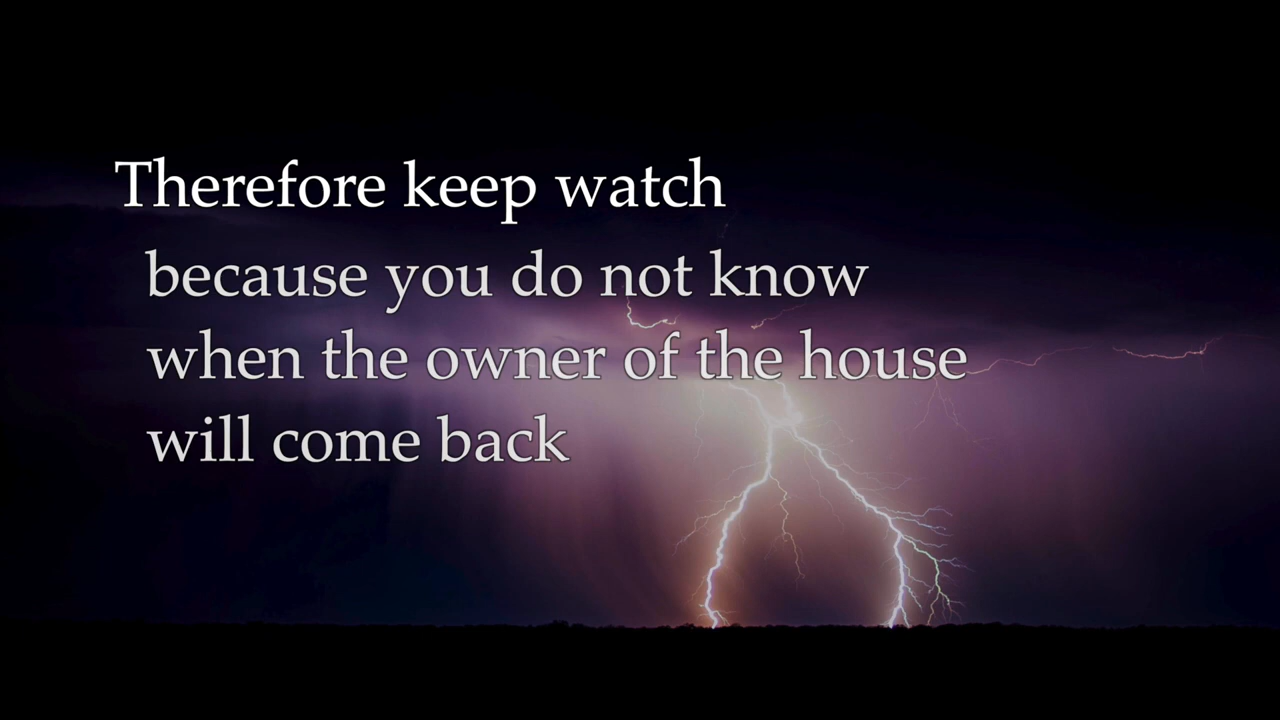 Therefore keep watch
because you do not know
when the owner of the house
will come back